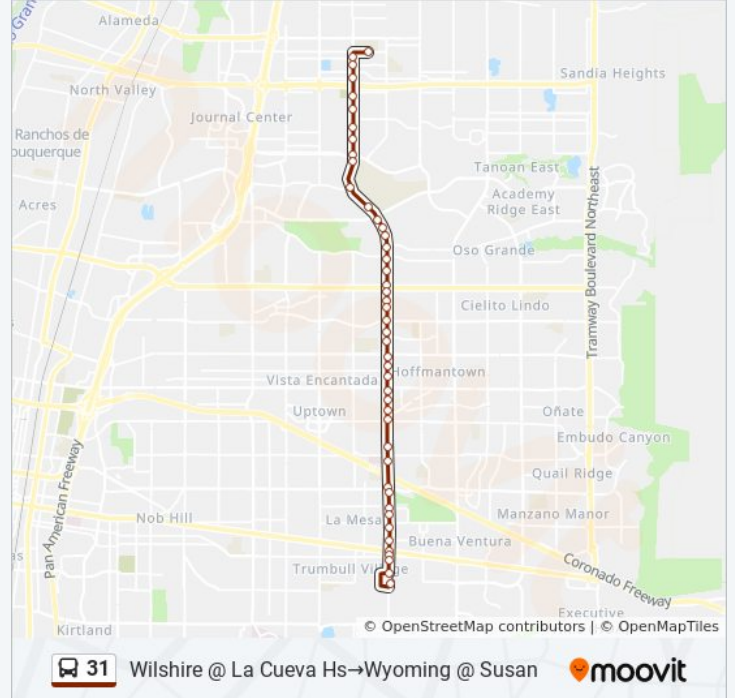 Alameda
o Gran
Sandia Heights
North Valley
Journal Center
Ranchos de
ouquerque
Tanoan East
Academy
Ridge East
Acres
Oso Grande
Tramway Boulevard Northeast
Cielito Lindo
Vista Encantada
Hoffmantown
Uptown
Oñate
Embudo Canyon
Pan American Freeway
Quail Ridge
Manzano Manor
Nob Hill
La Mesa
Buena Ventura
as
Trumbull Village
Coronado Freeway
Executive
Kirtland
© OpenStreetMap contributors | © OpenMapTiles
31 Wilshire @ La Cueva Hs→Wyoming @ Susan
moovit